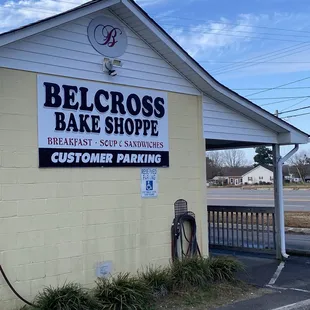 B
BELCROSS
BAKE SHOPPE
BREAKFAST · SOUP & SANDWICHES
CUSTOMER PARKING